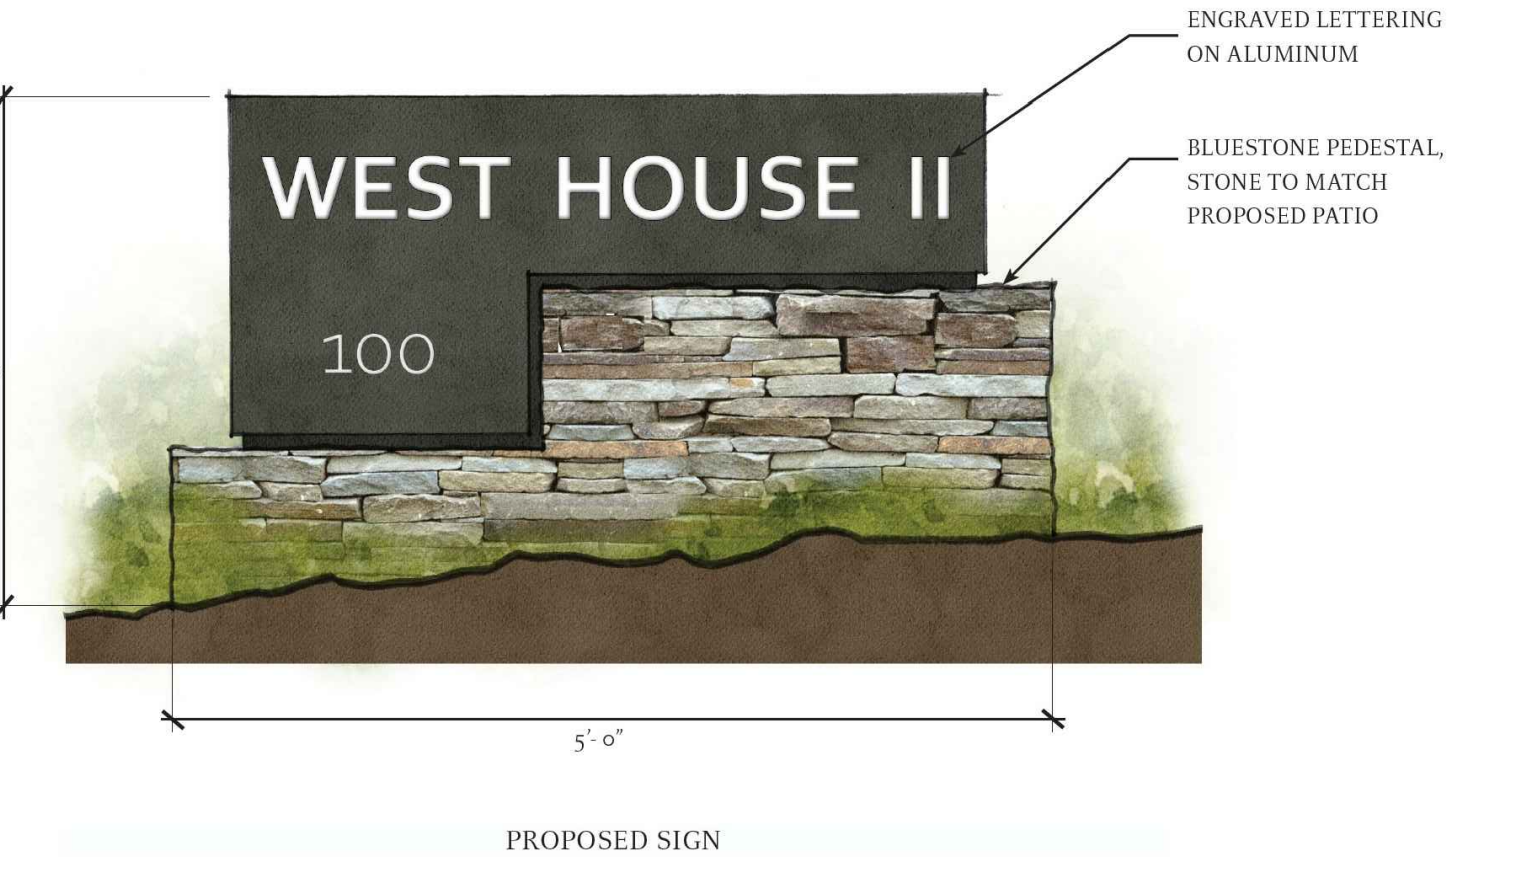 ENGRAVED LETTERING
ON ALUMINUM
BLUESTONE PEDESTAL,
STONE TO MATCH
PROPOSED PATIO
WEST HOUSE II
100
5’-0”
PROPOSED SIGN